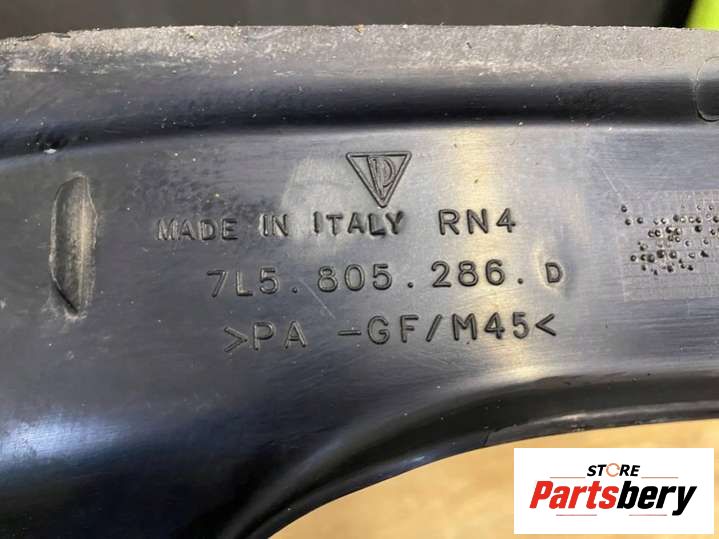 MADE IN ITALY RN4
7L5.805.286.D
>PA -GF/M45<
STORE
Partsbery